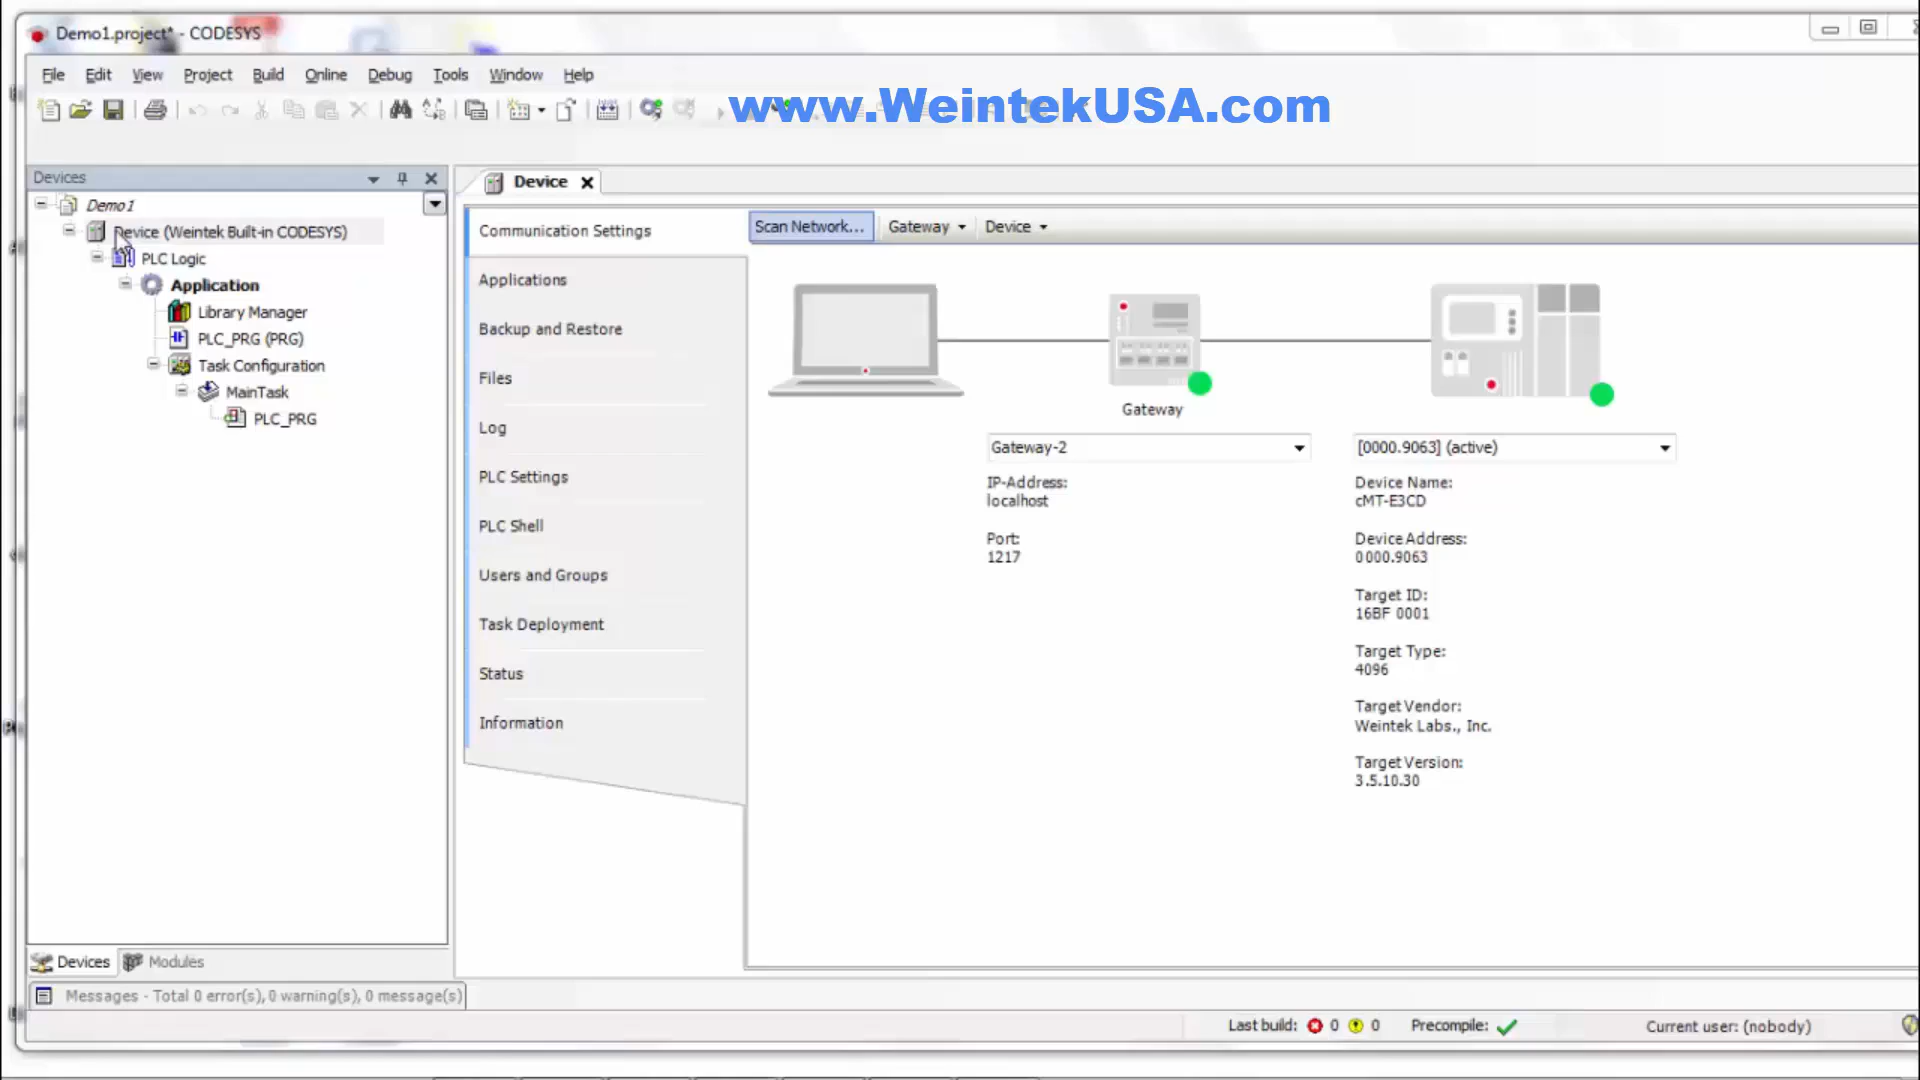 Demo1.project* - CODESYS
File Edit View Project Build Online Debug Tools Window Help
www.WeintekUSA.com
Devices
Demo1
Device (Weintek Built-in CODESYS)
PLC Logic
Application
Library Manager
PLC_PRG (PRG)
Task Configuration
MainTask
PLC_PRG
Devices Modules
Device
Communication Settings
Applications
Backup and Restore
Files
Log
PLC Settings
PLC Shell
Users and Groups
Task Deployment
Status
Information
Scan Network... Gateway Device
Gateway
Gateway-2
IP-Address:
localhost
Port:
1217
[0000.9063] (active)
Device Name:
cMT-E3CD
Device Address:
0000.9063
Target ID:
16BF 0001
Target Type:
4096
Target Vendor:
Weintek Labs., Inc.
Target Version:
3.5.10.30
Messages - Total 0 error(s), 0 warning(s), 0 message(s)
Last build: 0 0 Precompile: Current user: (nobody)